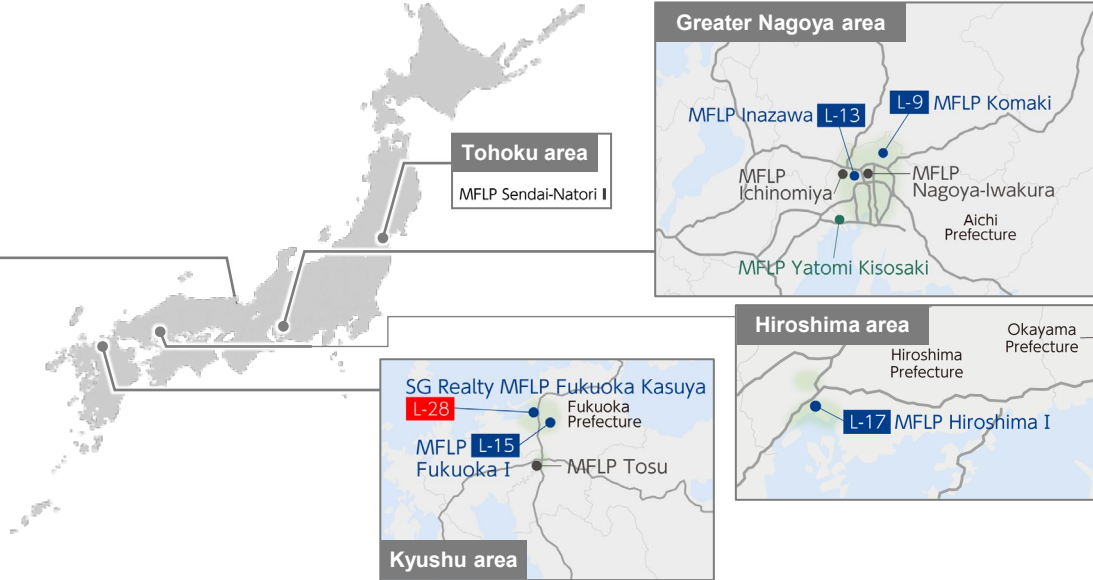 Greater Nagoya area
L-9 MFLP Komaki
MFLP Inazawa L-13
MFLP
Ichinomiya
MFLP
Nagoya-Iwakura
Aichi
Prefecture
MFLP Yatomi Kisosaki
Tohoku area
MFLP Sendai-Natori I
Hiroshima area
Okayama
Prefecture
Hiroshima
Prefecture
L-17 MFLP Hiroshima I
SG Realty MFLP Fukuoka Kasuya
L-28
Fukuoka
Prefecture
MFLP L-15
Fukuoka I
MFLP Tosu
Kyushu area